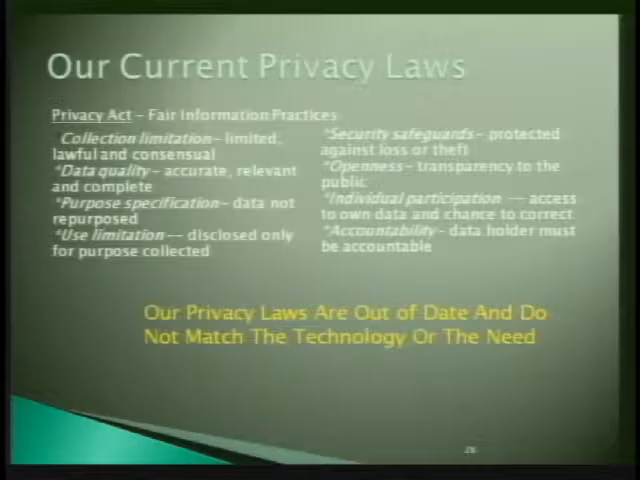 Our Current Privacy Laws
Privacy Act – Fair Information Practices
Collection limitation– limited,
lawful and consensual
*Data quality– accurate, relevant
and complete
*Purpose specification– data not
repurposed
*Use limitation –– disclosed only
for purpose collected
*Security safeguards– protected
against loss or theft
*Openness– transparency to the
public
*Individual participation –– access
to own data and chance to correct
*Accountability– data holder must
be accountable
Our Privacy Laws Are Out of Date And Do
Not Match The Technology Or The Need